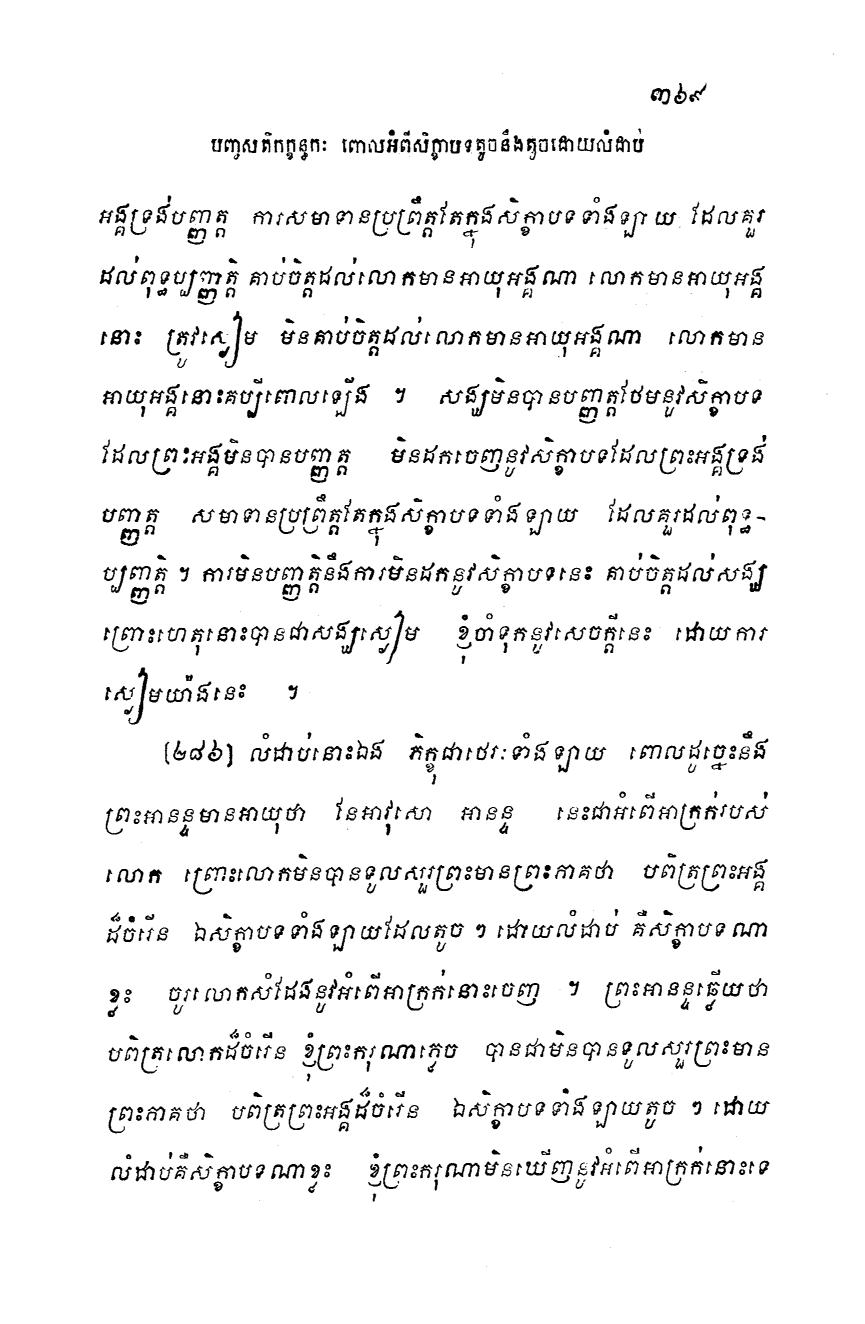 ៣៦៩
បញ្ចសតិកក្ខន្ធកៈ ពោលអំពីសិក្ខាបទតូចនឹងតូចដោយលំដាប់
អង្គទ្រង់បញ្ញត្ត ការសមាទានប្រព្រឹត្តតែក្នុងសិក្ខាបទទាំងឡាយ ដែលគួរ
ដល់ពុទ្ធប្បញ្ញត្តិ គាប់ចិត្តដល់លោកមានអាយុអង្គណា លោកមានអាយុអង្គ
នោះ ត្រូវស្ងៀម មិនគាប់ចិត្តដល់លោកមានអាយុអង្គណា លោកមាន
អាយុអង្គនោះគប្បីពោលឡើង ។ សង្ឃមិនបានបញ្ញត្តថែមនូវសិក្ខាបទ
ដែលព្រះអង្គមិនបានបញ្ញត្ត មិនដកចេញនូវសិក្ខាបទដែលព្រះអង្គទ្រង់
បញ្ញត្ត សមាទានប្រព្រឹត្តតែក្នុងសិក្ខាបទទាំងឡាយ ដែលគួរដល់ពុទ្ធ-
ប្បញ្ញត្តិ ។ ការមិនបញ្ញត្តិនឹងការមិនដកនូវសិក្ខាបទនេះ គាប់ចិត្តដល់សង្ឃ
ព្រោះហេតុនោះបានជាសង្ឃស្ងៀម ខ្ញុំចាំទុកនូវសេចក្តីនេះ ដោយការ
ស្ងៀមយ៉ាងនេះ ។
[២៨៦] លំដាប់នោះឯង ភិក្ខុជាថេរៈទាំងឡាយ ពោលដូច្នេះនឹង
ព្រះអានន្ទមានអាយុថា នែអាវុសោ អានន្ទ នេះជាអំពើអាក្រក់របស់
លោក ព្រោះលោកមិនបានទូលសួរព្រះមានព្រះភាគថា បពិត្រព្រះអង្គ
ដ៏ចំរើន ឯសិក្ខាបទទាំងឡាយដែលតូច ៗ ដោយលំដាប់ គឺសិក្ខាបទណា
ខ្លះ ចូរលោកសំដែងនូវអំពើអាក្រក់នោះចេញ ។ ព្រះអានន្ទឆ្លើយថា
បពិត្រលោកដ៏ចំរើន ខ្ញុំព្រះករុណាភ្លេច បានជាមិនបានទូលសួរព្រះមាន
ព្រះភាគថា បពិត្រព្រះអង្គដ៏ចំរើន ឯសិក្ខាបទទាំងឡាយតូច ៗ ដោយ
លំដាប់គឺសិក្ខាបទណាខ្លះ ខ្ញុំព្រះករុណាមិនឃើញនូវអំពើអាក្រក់នោះទេ